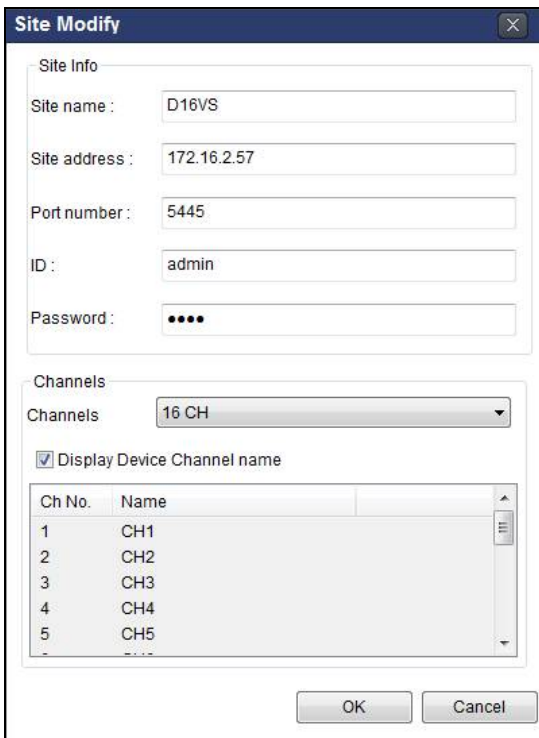 Site Modify
Site Info
Site name : D16VS
Site address : 172.16.2.57
Port number : 5445
ID : admin
Password : ••••
Channels
Channels 16 CH
Display Device Channel name
Ch No. Name
1 CH1
2 CH2
3 CH3
4 CH4
5 CH5
OK Cancel